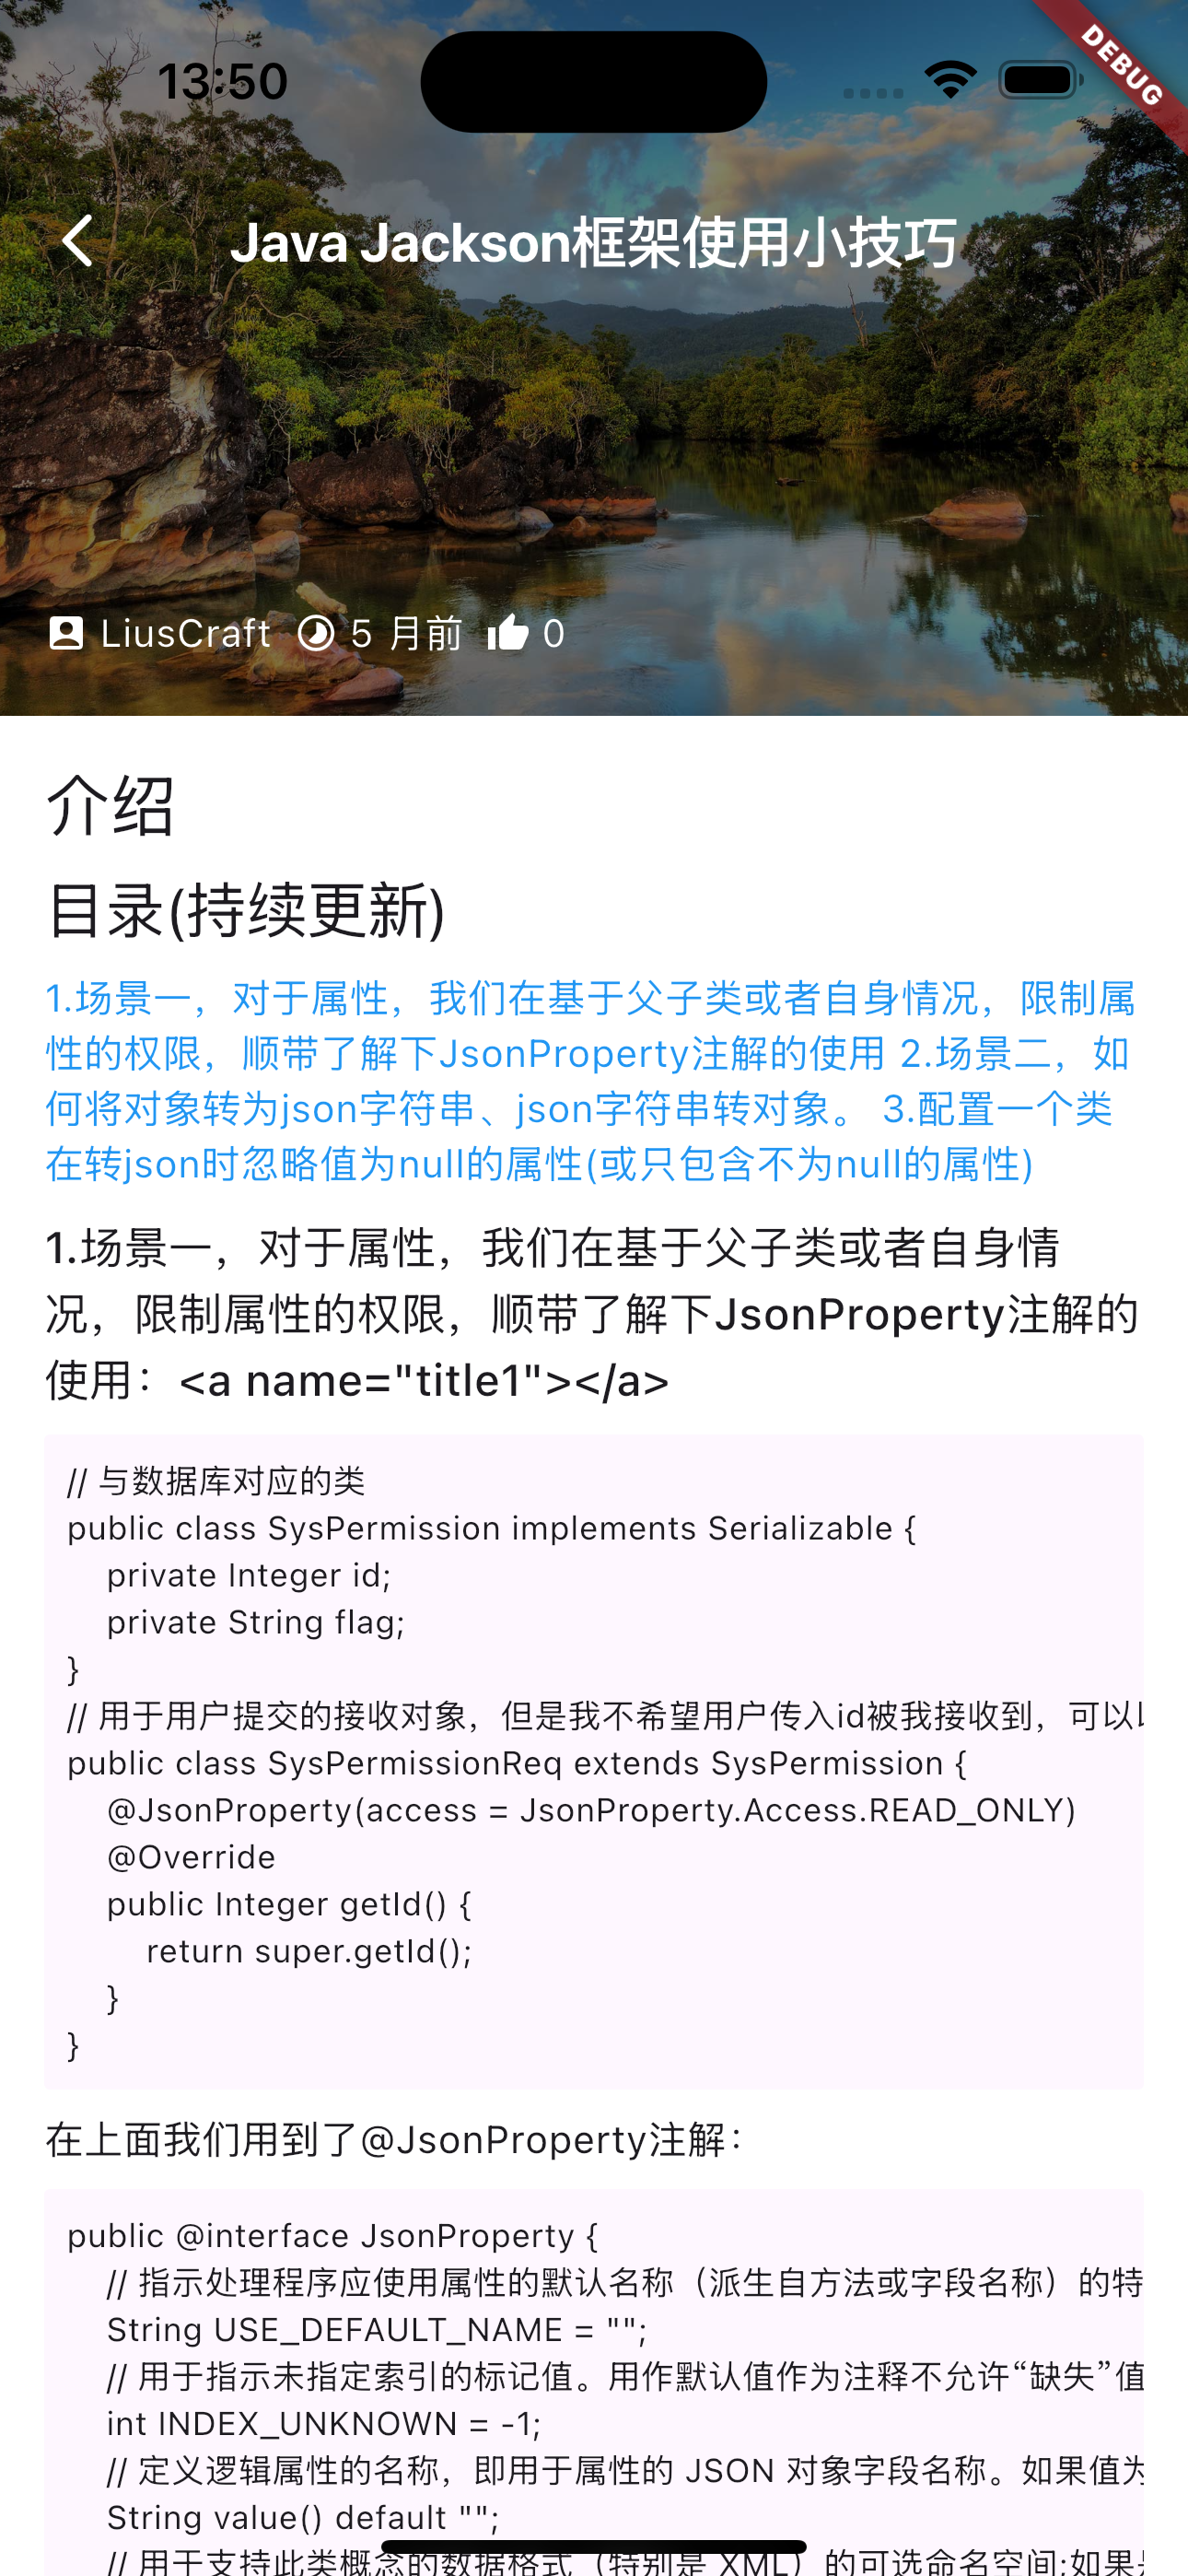 13:50
DEBUG
Java Jackson框架使用小技巧
LiusCraft 5 月前 0
介绍
目录(持续更新)
1.场景一，对于属性，我们在基于父子类或者自身情况，限制属
性的权限，顺带了解下JsonProperty注解的使用 2.场景二，如
何将对象转为json字符串、json字符串转对象。 3.配置一个类
在转json时忽略值为null的属性(或只包含不为null的属性)
1.场景一，对于属性，我们在基于父子类或者自身情
况，限制属性的权限，顺带了解下JsonProperty注解的
使用：<a name="title1"></a>
// 与数据库对应的类
public class SysPermission implements Serializable {
    private Integer id;
    private String flag;
}
// 用于用户提交的接收对象，但是我不希望用户传入id被我接收到，可以
public class SysPermissionReq extends SysPermission {
    @JsonProperty(access = JsonProperty.Access.READ_ONLY)
    @Override
    public Integer getId() {
        return super.getId();
    }
}
在上面我们用到了@JsonProperty注解：
public @interface JsonProperty {
    // 指示处理程序应使用属性的默认名称（派生自方法或字段名称）的特
    String USE_DEFAULT_NAME = "";
    // 用于指示未指定索引的标记值。用作默认值作为注释不允许“缺失”值
    int INDEX_UNKNOWN = -1;
    // 定义逻辑属性的名称，即用于属性的 JSON 对象字段名称。如果值为
    String value() default "";
    // 用于支持此类概念的数据格式（特别是 XML）的可选命名空间;如果